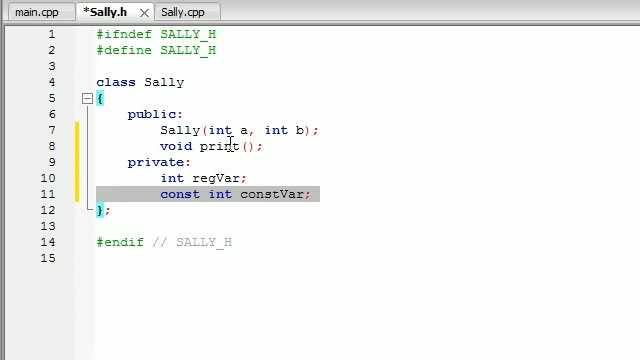 main.cpp *Sally.h Sally.cpp
1 #ifndef SALLY_H
2 #define SALLY_H
3
4 class Sally
5 {
6 public:
7 Sally(int a, int b);
8 void print();
9 private:
10 int regVar;
11 const int constVar;
12 };
13
14 #endif // SALLY_H
15